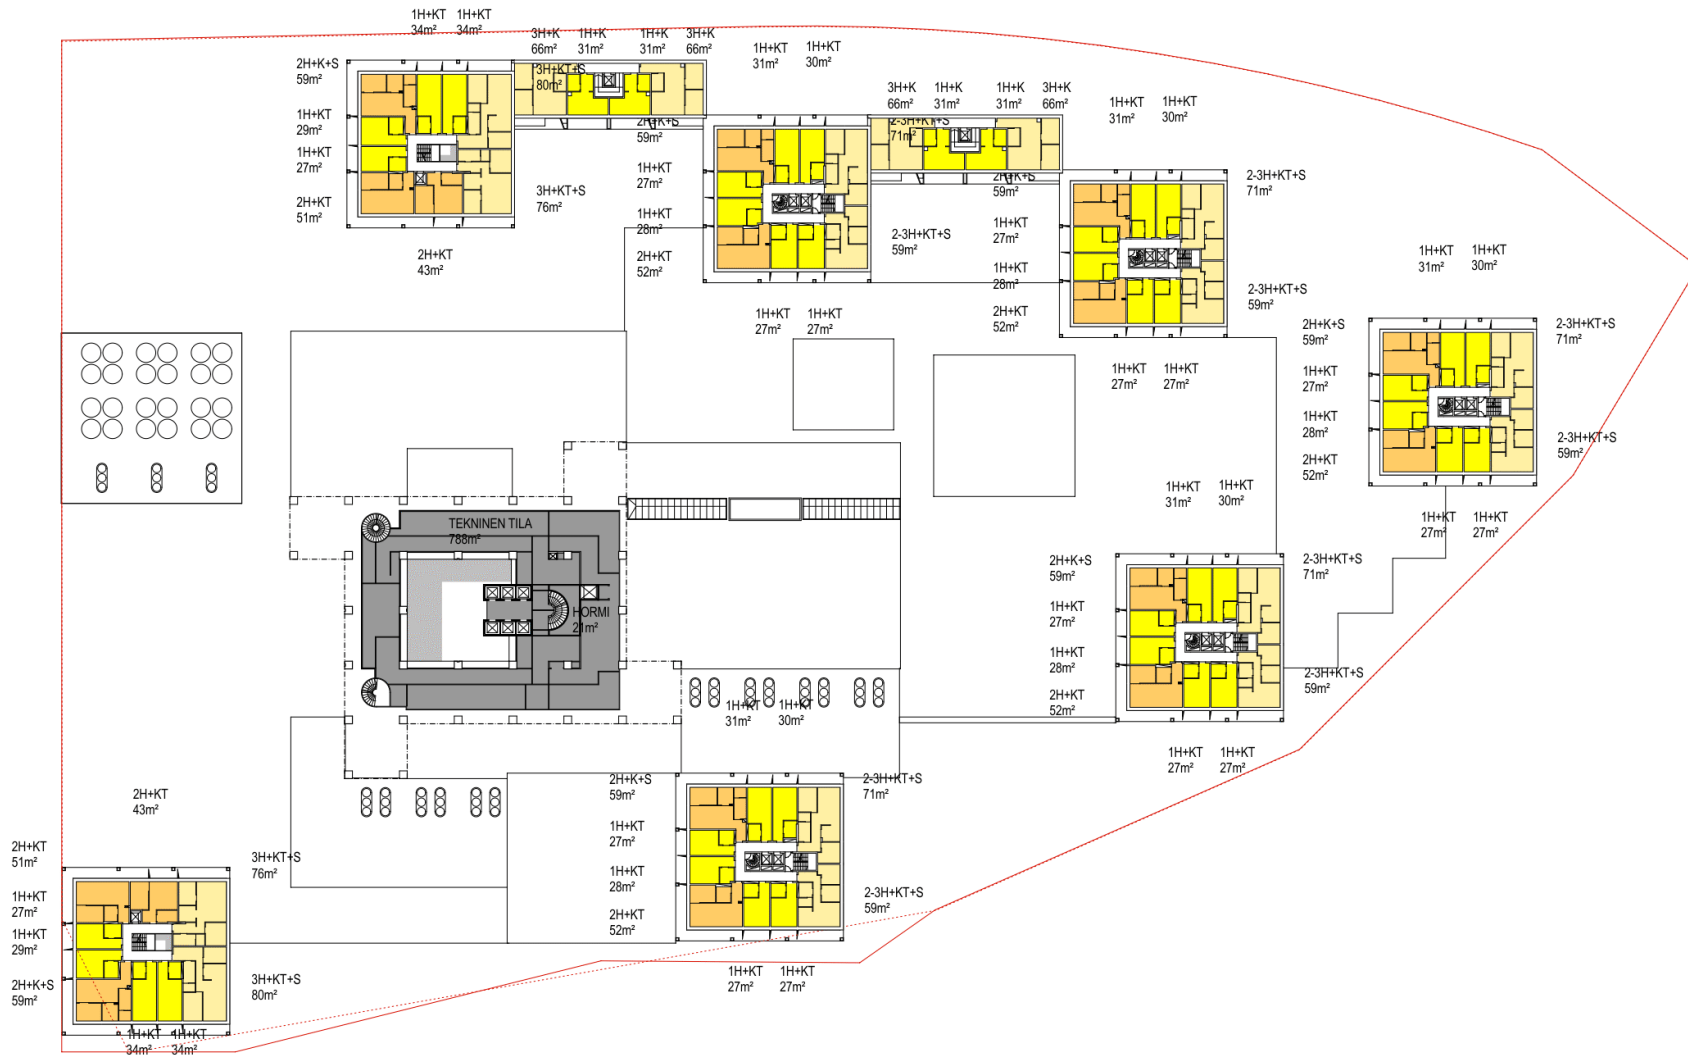 1H+KT 1H+KT
34m² 34m²
3H+K 1H+K 1H+K 3H+K
66m² 31m² 31m² 66m²
1H+KT 1H+KT
31m² 30m²
2H+K+S
59m²
3H+KT+S
80m²
1H+KT
29m²
1H+KT
27m²
2H+KT
51m²
3H+KT+S
76m²
2H+KT
43m²
3H+K 1H+K 1H+K 3H+K
66m² 31m² 31m² 66m²
1H+KT 1H+KT
31m² 30m²
2H+K+S
59m²
2-3H+KT+S
71m²
1H+KT
27m²
1H+KT
28m²
2H+KT
52m²
2-3H+KT+S
59m²
1H+KT 1H+KT
27m² 27m²
2H+K+S
59m²
2-3H+KT+S
71m²
1H+KT
27m²
1H+KT
28m²
2H+KT
52m²
2-3H+KT+S
59m²
1H+KT 1H+KT
27m² 27m²
1H+KT 1H+KT
31m² 30m²
2H+K+S
59m²
2-3H+KT+S
71m²
1H+KT
27m²
1H+KT
28m²
2H+KT
52m²
2-3H+KT+S
59m²
1H+KT 1H+KT
27m² 27m²
1H+KT 1H+KT
31m² 30m²
2H+K+S
59m²
2-3H+KT+S
71m²
1H+KT
27m²
1H+KT
28m²
2H+KT
52m²
2-3H+KT+S
59m²
1H+KT 1H+KT
27m² 27m²
TEKNINEN TILA
788m²
HORMI
21m²
1H+KT 1H+KT
31m² 30m²
2H+K+S
59m²
2-3H+KT+S
71m²
1H+KT
27m²
1H+KT
28m²
2H+KT
52m²
2-3H+KT+S
59m²
1H+KT 1H+KT
27m² 27m²
2H+KT
43m²
2H+KT
51m²
3H+KT+S
76m²
1H+KT
27m²
1H+KT
29m²
2H+K+S
59m²
3H+KT+S
80m²
1H+KT 1H+KT
34m² 34m²